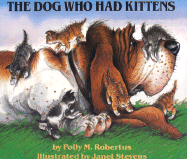 THE DOG WHO HAD KITTENS
by Polly M. Robertus
Illustrated by Janet Stevens